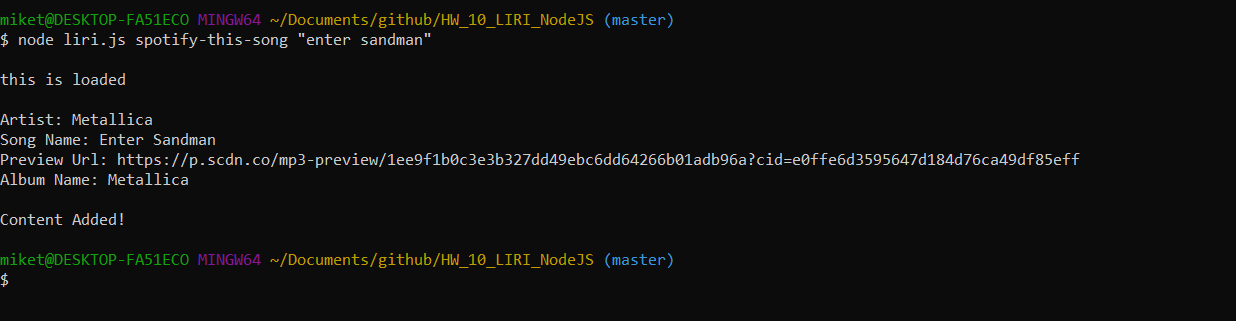 miket@DESKTOP-FA51ECO MINGW64 ~/Documents/github/HW_10_LIRI_NodeJS (master)
$ node liri.js spotify-this-song "enter sandman"
this is loaded
Artist: Metallica
Song Name: Enter Sandman
Preview Url: https://p.scdn.co/mp3-preview/1ee9f1b0c3e3b327dd49ebc6dd64266b01adb96a?cid=e0ffe6d3595647d184d76ca49df85eff
Album Name: Metallica
Content Added!
miket@DESKTOP-FA51ECO MINGW64 ~/Documents/github/HW_10_LIRI_NodeJS (master)
$